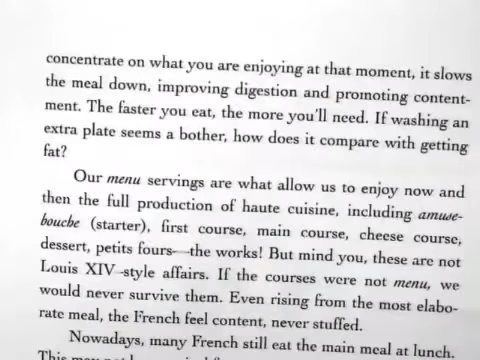 concentrate on what you are enjoying at that moment, it slows
the meal down, improving digestion and promoting content-
ment. The faster you eat, the more you'll need. If washing an
extra plate seems a bother, how does it compare with getting
fat?
Our menu servings are what allow us to enjoy now and
then the full production of haute cuisine, including amuse-
bouche (starter), first course, main course, cheese course,
dessert, petits fours—the works! But mind you, these are not
Louis XIV–style affairs. If the courses were not menu, we
would never survive them. Even rising from the most elabo-
rate meal, the French feel content, never stuffed.
Nowadays, many French still eat the main meal at lunch.
This may not